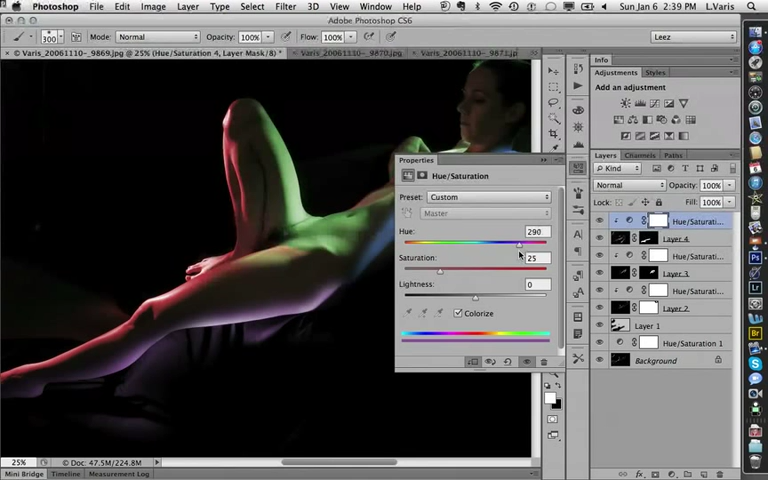 Photoshop File Edit Image Layer Type Select Filter 3D View Window Help Sun Jan 6 2:39 PM L.Varis
Adobe Photoshop CS6
300 Mode: Normal Opacity: 100% Flow: 100% Leez
× © Varis_20061110-_9869.jpg @ 25% (Hue/Saturation 4, Layer Mask/8) * × Varis_20061110-_9870.jpg × Varis_20061110-_9871.jp
Info
Adjustments Styles
Add an adjustment
Layers Channels Paths
Kind
Normal Opacity: 100%
Lock: Fill: 100%
Hue/Saturati...
Layer 4
Hue/Saturati...
Layer 3
Hue/Saturati...
Layer 2
Layer 1
Hue/Saturation 1
Background
Properties
Hue/Saturation
Preset: Custom
Master
Hue: 290
Saturation: 25
Lightness: 0
Colorize
25% © Doc: 47.5M/224.8M
Mini Bridge Timeline Measurement Log